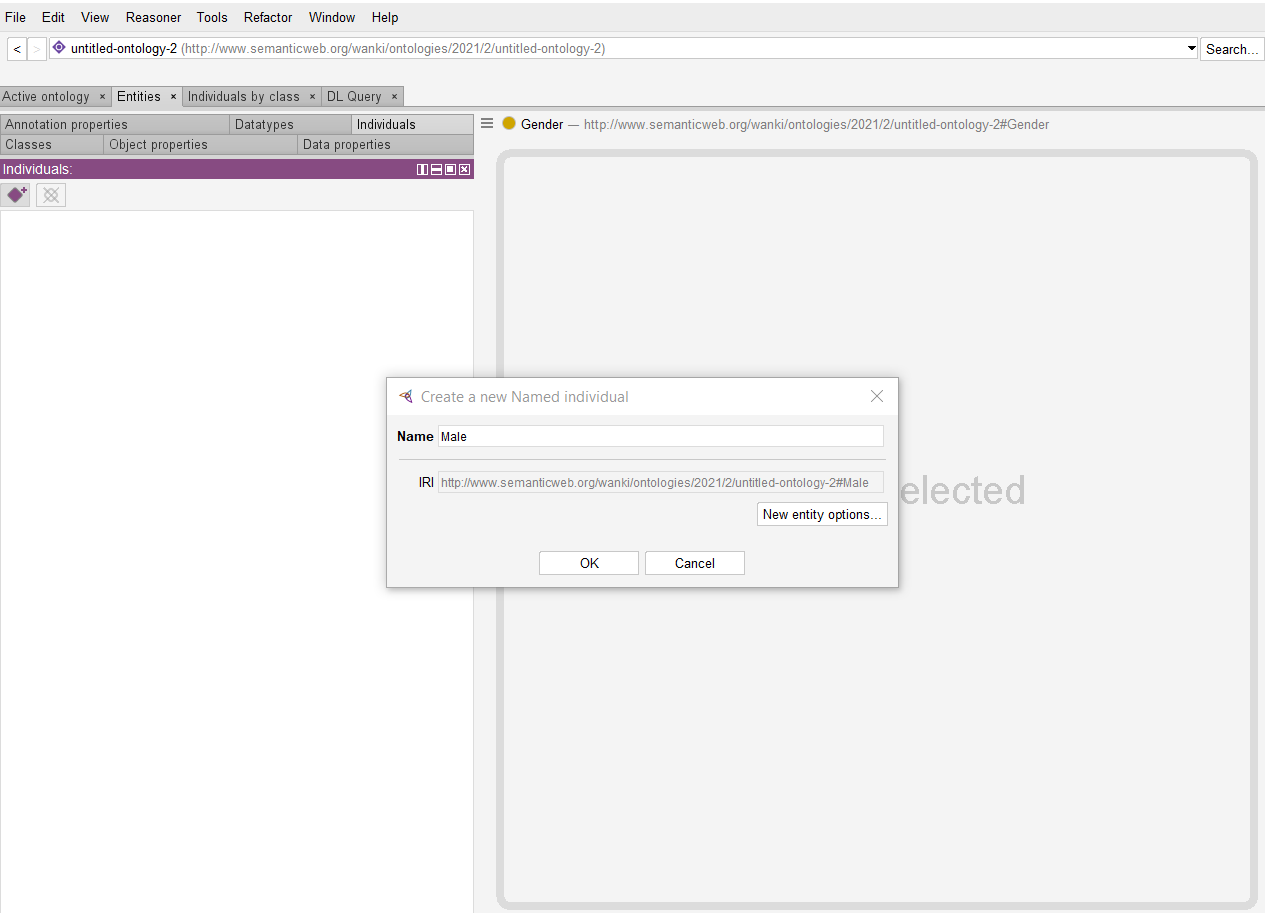 File Edit View Reasoner Tools Refactor Window Help
< > untitled-ontology-2 (http://www.semanticweb.org/wanki/ontologies/2021/2/untitled-ontology-2) Search...
Active ontology × Entities × Individuals by class × DL Query ×
Annotation properties Datatypes Individuals
Classes Object properties Data properties
Gender — http://www.semanticweb.org/wanki/ontologies/2021/2/untitled-ontology-2#Gender
Individuals:
elected
Create a new Named individual
Name Male
IRI http://www.semanticweb.org/wanki/ontologies/2021/2/untitled-ontology-2#Male
New entity options...
OK Cancel